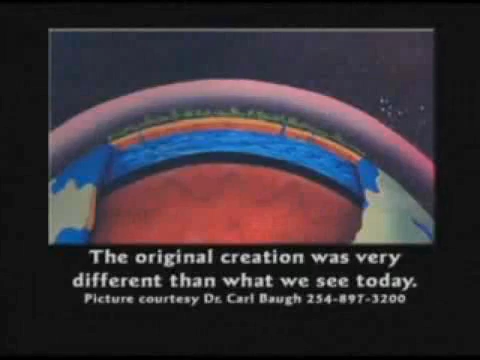 The original creation was very
different than what we see today.
Picture courtesy Dr. Carl Baugh 254-897-3200